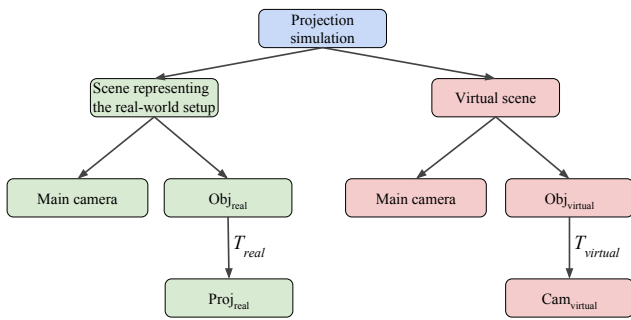 Projection
simulation
Scene representing
the real-world setup
Virtual scene
Main camera
Obj_real
Main camera
Obj_virtual
T_real
T_virtual
Proj_real
Cam_virtual